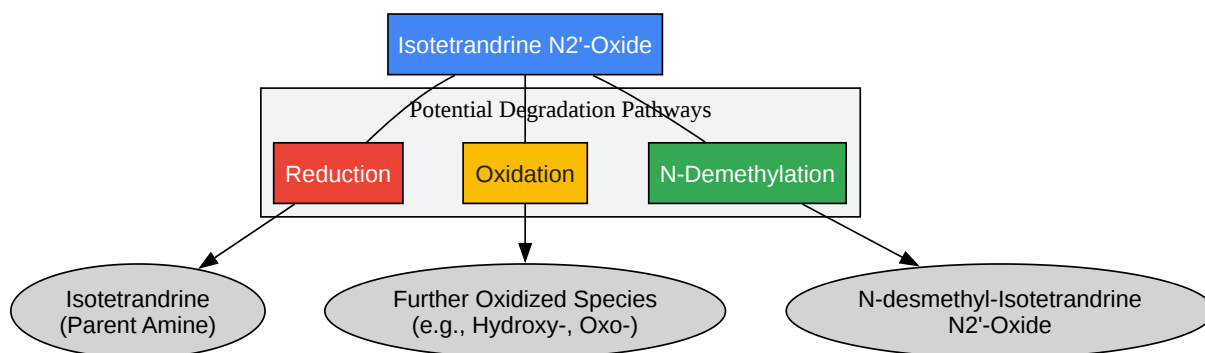 Isotetrandrine N2'-Oxide
Potential Degradation Pathways
Reduction
Oxidation
N-Demethylation
Isotetrandrine
(Parent Amine)
Further Oxidized Species
(e.g., Hydroxy-, Oxo-)
N-desmethyl-Isotetrandrine
N2'-Oxide